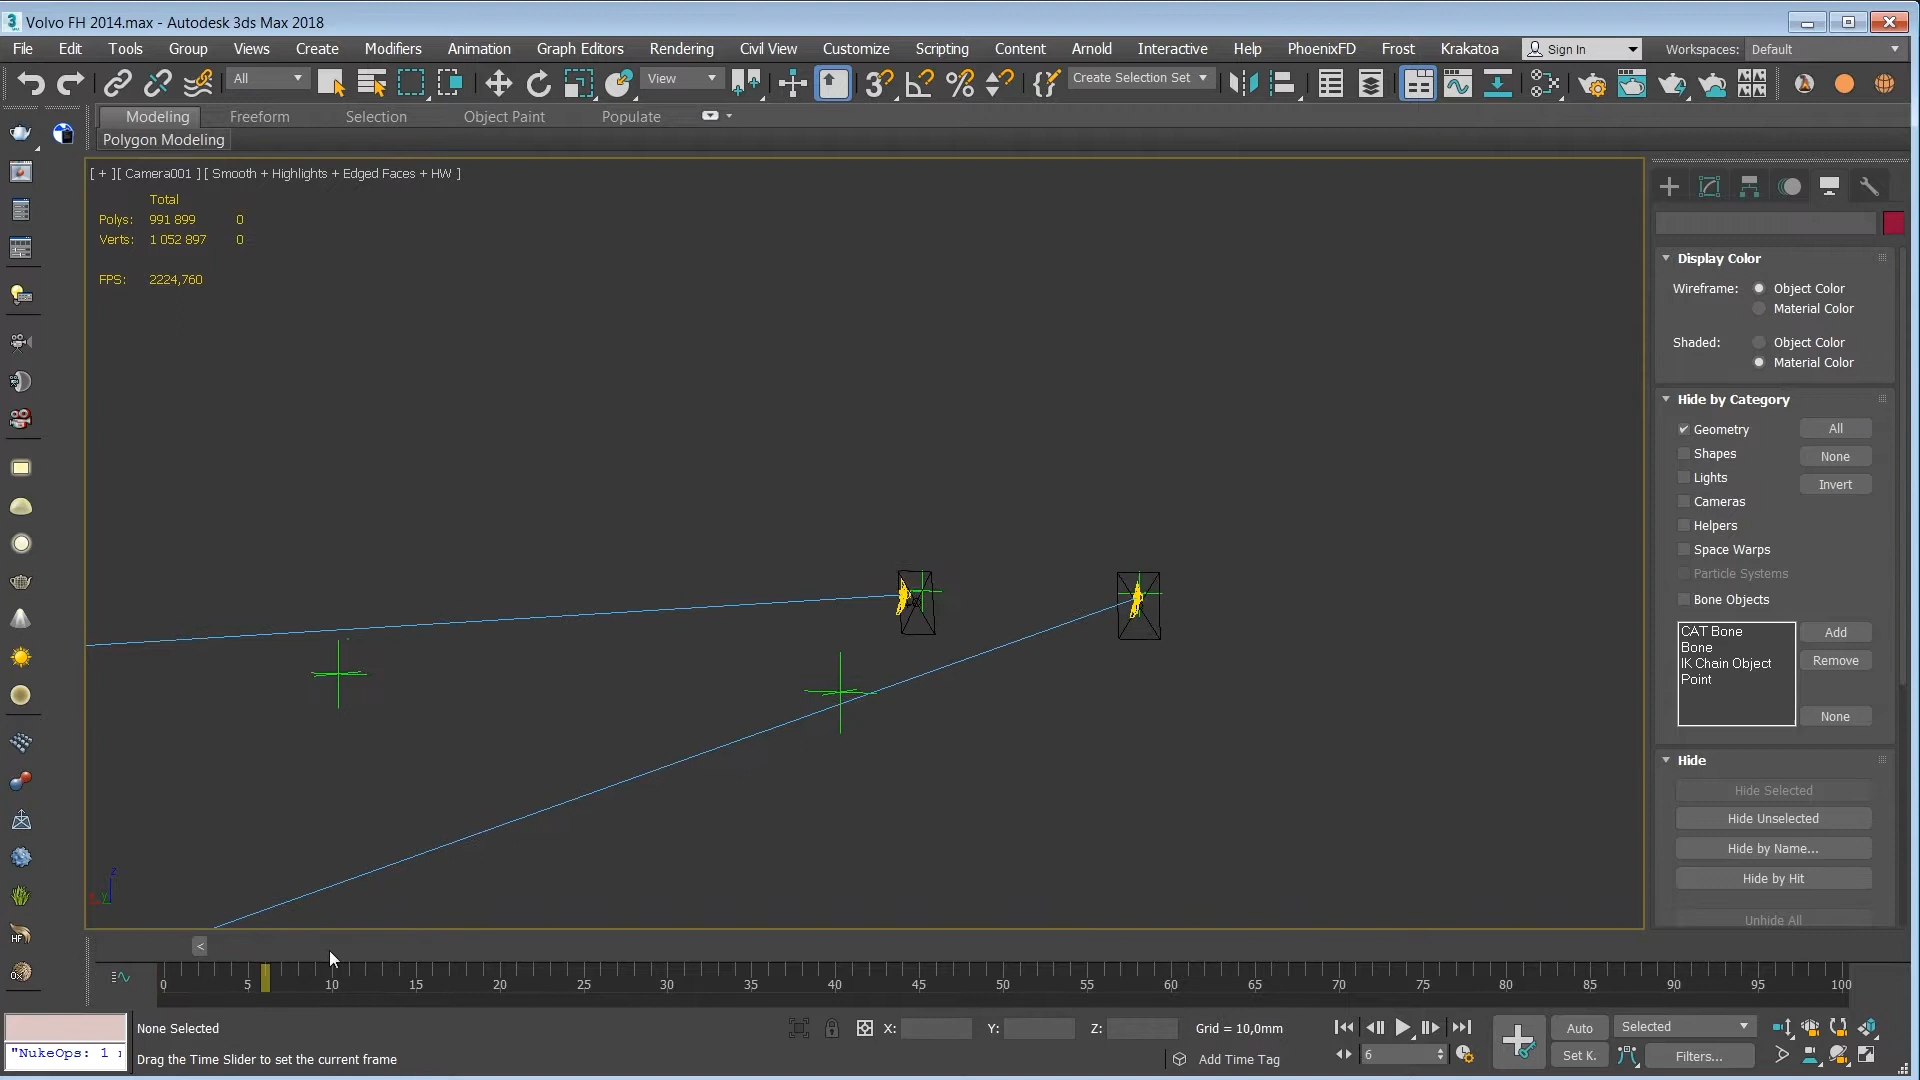 Volvo FH 2014.max - Autodesk 3ds Max 2018
File Edit Tools Group Views Create Modifiers Animation Graph Editors Rendering Civil View Customize Scripting Content Arnold Interactive Help PhoenixFD Frost Krakatoa Sign In Workspaces: Default
All View Create Selection Set
Modeling Freeform Selection Object Paint Populate
Polygon Modeling
[ + ][ Camera001 ] [ Smooth + Highlights + Edged Faces + HW ]
Total
Polys: 991 899 0
Verts: 1 052 897 0
FPS: 2224,760
Display Color
Wireframe: Object Color
Material Color
Shaded: Object Color
Material Color
Hide by Category
Geometry All
Shapes None
Lights Invert
Cameras
Helpers
Space Warps
Particle Systems
Bone Objects
CAT Bone Add
Bone
IK Chain Object Remove
Point
None
Hide
Hide Selected
Hide Unselected
Hide by Name...
Hide by Hit
Unhide All
z
<
0 5 10 15 20 25 30 35 40 45 50 55 60 65 70 75 80 85 90 95 100
None Selected X: Y: Z: Grid = 10,0mm Auto Selected
"NukeOps: 1 Drag the Time Slider to set the current frame Add Time Tag 6 Set K. Filters...